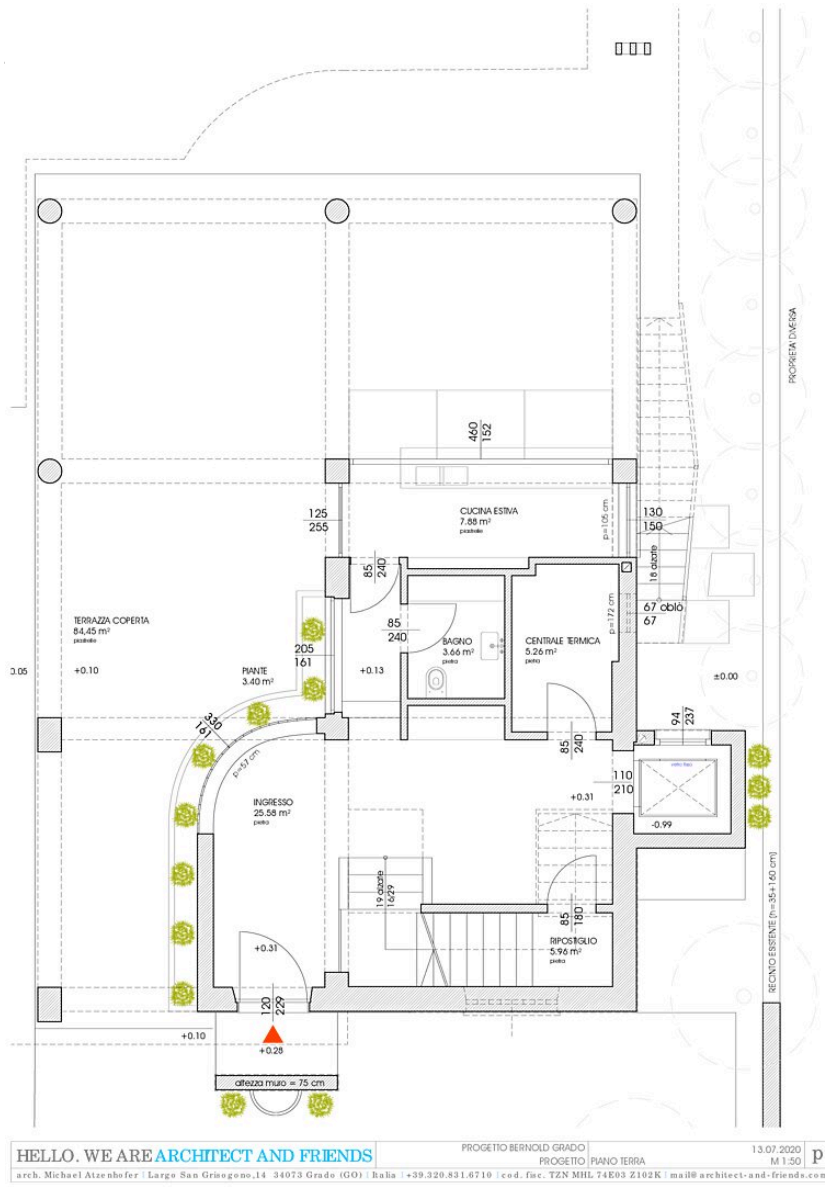 PROPRIETA' DIVERSA
460
152
CUCINA ESTIVA
7.88 m²
piastrelle
125
255
p=105 cm
130
150
85
240
18 alzate
TERRAZZA COPERTA
84,45 m²
piastrelle
+0.10
0.05
PIANTE
3.40 m²
205
161
+0.13
85
240
BAGNO
3.66 m²
pietra
CENTRALE TERMICA
5.26 m²
pietra
p=172 cm
67 oblò
67
±0.00
330
161
p=57 cm
INGRESSO
25.58 m²
pietra
85
240
94
237
110
210
+0.31
-0.99
19 alzate
16/29
85
180
RIPOSTIGLIO
5.96 m²
pietra
RECINTO ESISTENTE [h=35+160 cm]
+0.31
120
229
+0.10
+0.28
altezza muro = 75 cm
HELLO. WE ARE ARCHITECT AND FRIENDS
PROGETTO BERNOLD GRADO
PROGETTO PIANO TERRA
13.07.2020
M 1:50
p
arch. Michael Atzenhofer | Largo San Grisogono,14 34073 Grado (GO) | Italia | +39.320.831.6710 | cod. fisc. TZN MHL 74E03 Z102K | mail@architect-and-friends.com